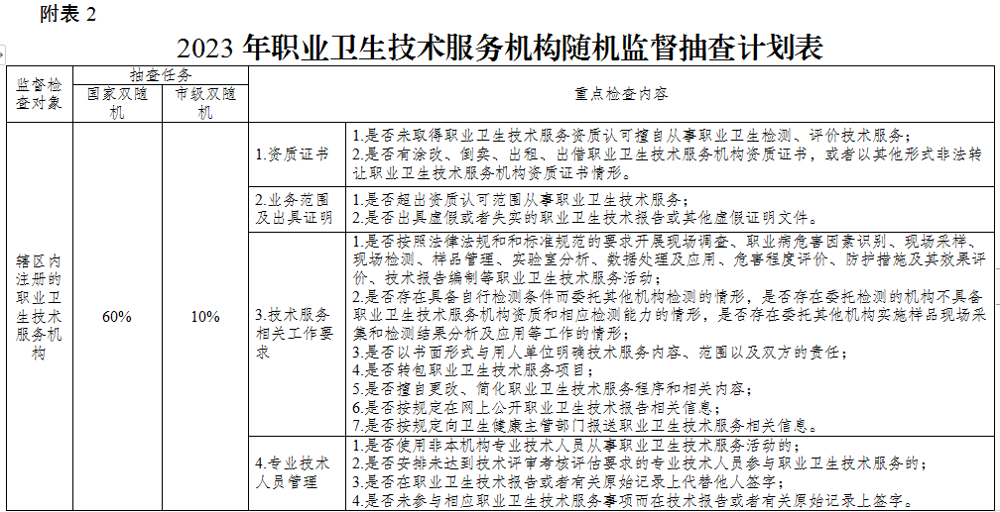 附表 2
2023 年职业卫生技术服务机构随机监督抽查计划表
监督检
查对象
抽查任务
国家双随
机
市级双随
机
重点检查内容
辖区内
注册的
职业卫
生技术
服务机
构
60%
10%
1.资质证书
1.是否未取得职业卫生技术服务资质认可擅自从事职业卫生检测、评价技术服务；
2.是否有涂改、倒卖、出租、出借职业卫生技术服务机构资质证书，或者以其他形式非法转
让职业卫生技术服务机构资质证书情形。
2.业务范围
及出具证明
1.是否超出资质认可范围从事职业卫生技术服务；
2.是否出具虚假或者失实的职业卫生技术报告或其他虚假证明文件。
3.技术服务
相关工作要
求
1.是否按照法律法规和和标准规范的要求开展现场调查、职业病危害因素识别、现场采样、
现场检测、样品管理、实验室分析、数据处理及应用、危害程度评价、防护措施及其效果评
价、技术报告编制等职业卫生技术服务活动；
2.是否存在具备自行检测条件而委托其他机构检测的情形，是否存在委托检测的机构不具备
职业卫生技术服务机构资质和相应检测能力的情形，是否存在委托其他机构实施样品现场采
集和检测结果分析及应用等工作的情形；
3.是否以书面形式与用人单位明确技术服务内容、范围以及双方的责任；
4.是否转包职业卫生技术服务项目；
5.是否擅自更改、简化职业卫生技术服务程序和相关内容；
6.是否按规定在网上公开职业卫生技术报告相关信息；
7.是否按规定向卫生健康主管部门报送职业卫生技术服务相关信息。
4.专业技术
人员管理
1.是否使用非本机构专业技术人员从事职业卫生技术服务活动的；
2.是否安排未达到技术评审考核评估要求的专业技术人员参与职业卫生技术服务的；
3.是否在职业卫生技术报告或者有关原始记录上代替他人签字；
4.是否未参与相应职业卫生技术服务事项而在技术报告或者有关原始记录上签字。